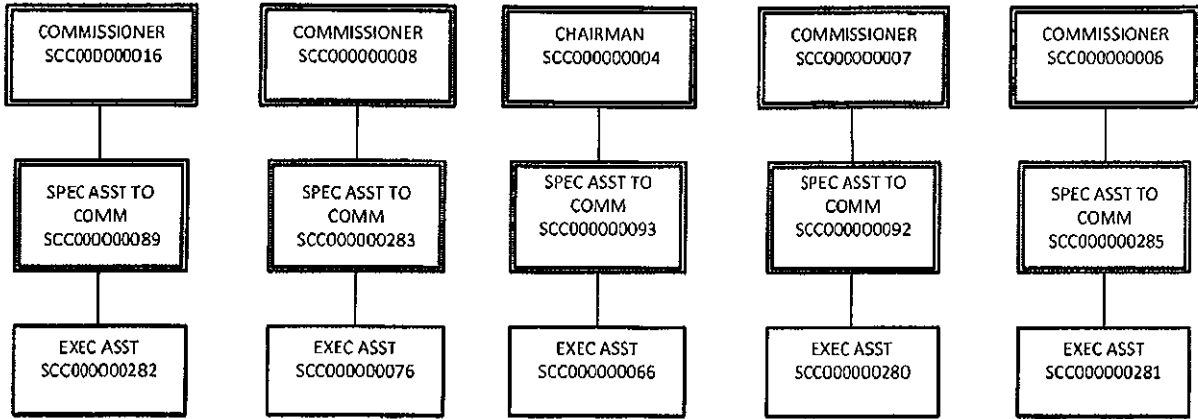 COMMISSIONER
SCC000000016
COMMISSIONER
SCC000000008
CHAIRMAN
SCC000000004
COMMISSIONER
SCC000000007
COMMISSIONER
SCC000000006
SPEC ASST TO
COMM
SCC000000089
SPEC ASST TO
COMM
SCC000000283
SPEC ASST TO
COMM
SCC000000093
SPEC ASST TO
COMM
SCC000000092
SPEC ASST TO
COMM
SCC000000285
EXEC ASST
SCC000000282
EXEC ASST
SCC000000076
EXEC ASST
SCC000000066
EXEC ASST
SCC000000280
EXEC ASST
SCC000000281